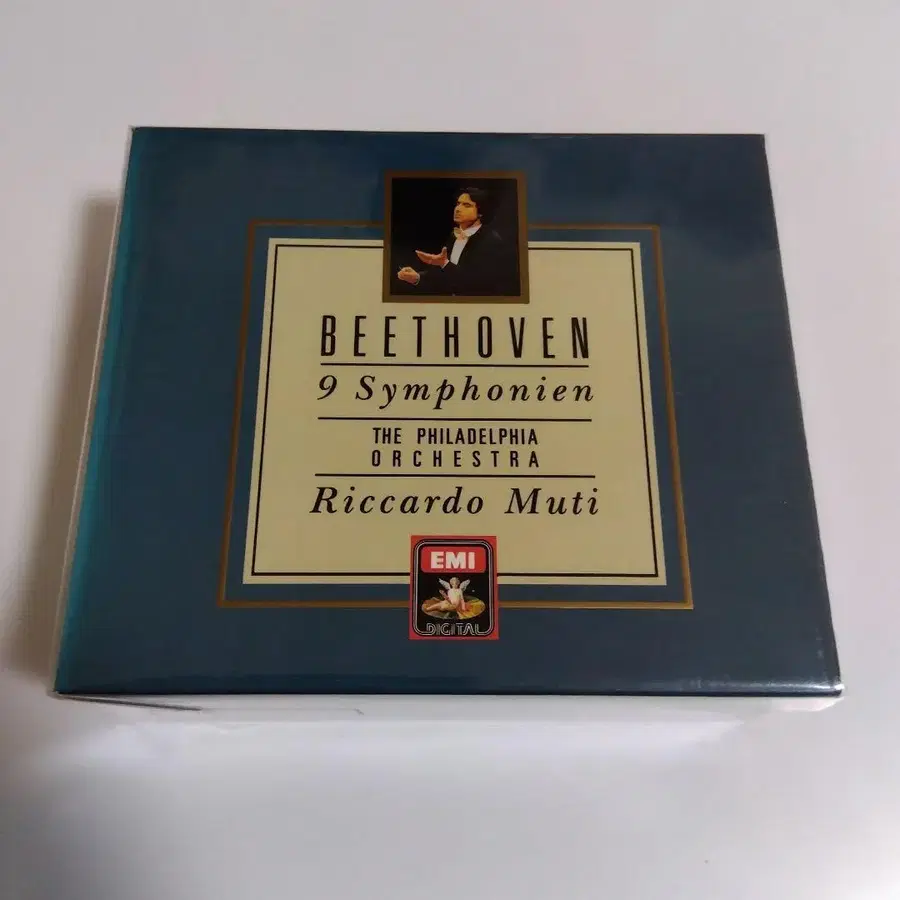 BEETHOVEN
9 Symphonien
THE PHILADELPHIA
ORCHESTRA
Riccardo Muti
EMI
DIGITAL